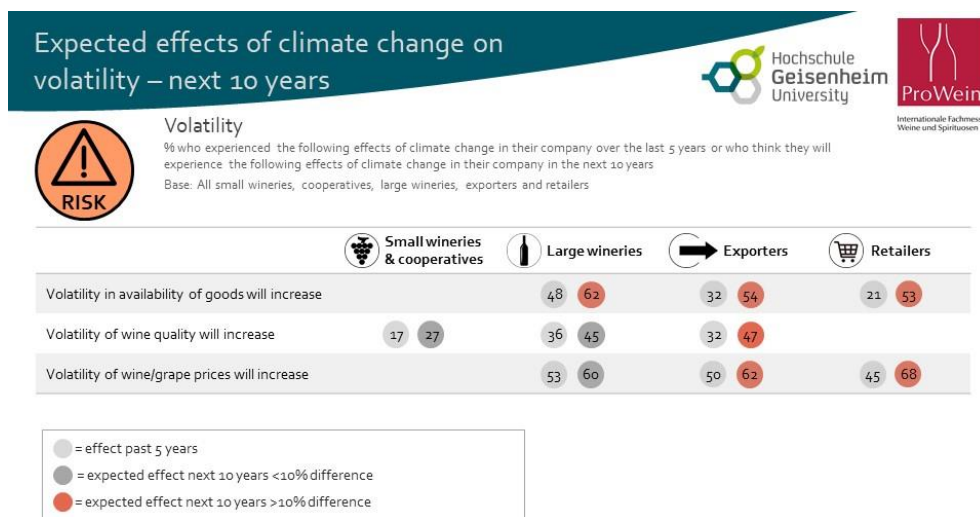 Expected effects of climate change on
volatility – next 10 years
Hochschule
Geisenheim
University
ProWein
Internationale Fachmess
Weine und Spirituosen
RISK
Volatility
% who experienced the following effects of climate change in their company over the last 5 years or who think they will
experience the following effects of climate change in their company in the next 10 years
Base: All small wineries, cooperatives, large wineries, exporters and retailers
Small wineries
& cooperatives
Large wineries
Exporters
Retailers
Volatility in availability of goods will increase 48 62 32 54 21 53
Volatility of wine quality will increase 17 27 36 45 32 47
Volatility of wine/grape prices will increase 53 60 50 62 45 68
= effect past 5 years
= expected effect next 10 years <10% difference
= expected effect next 10 years >10% difference